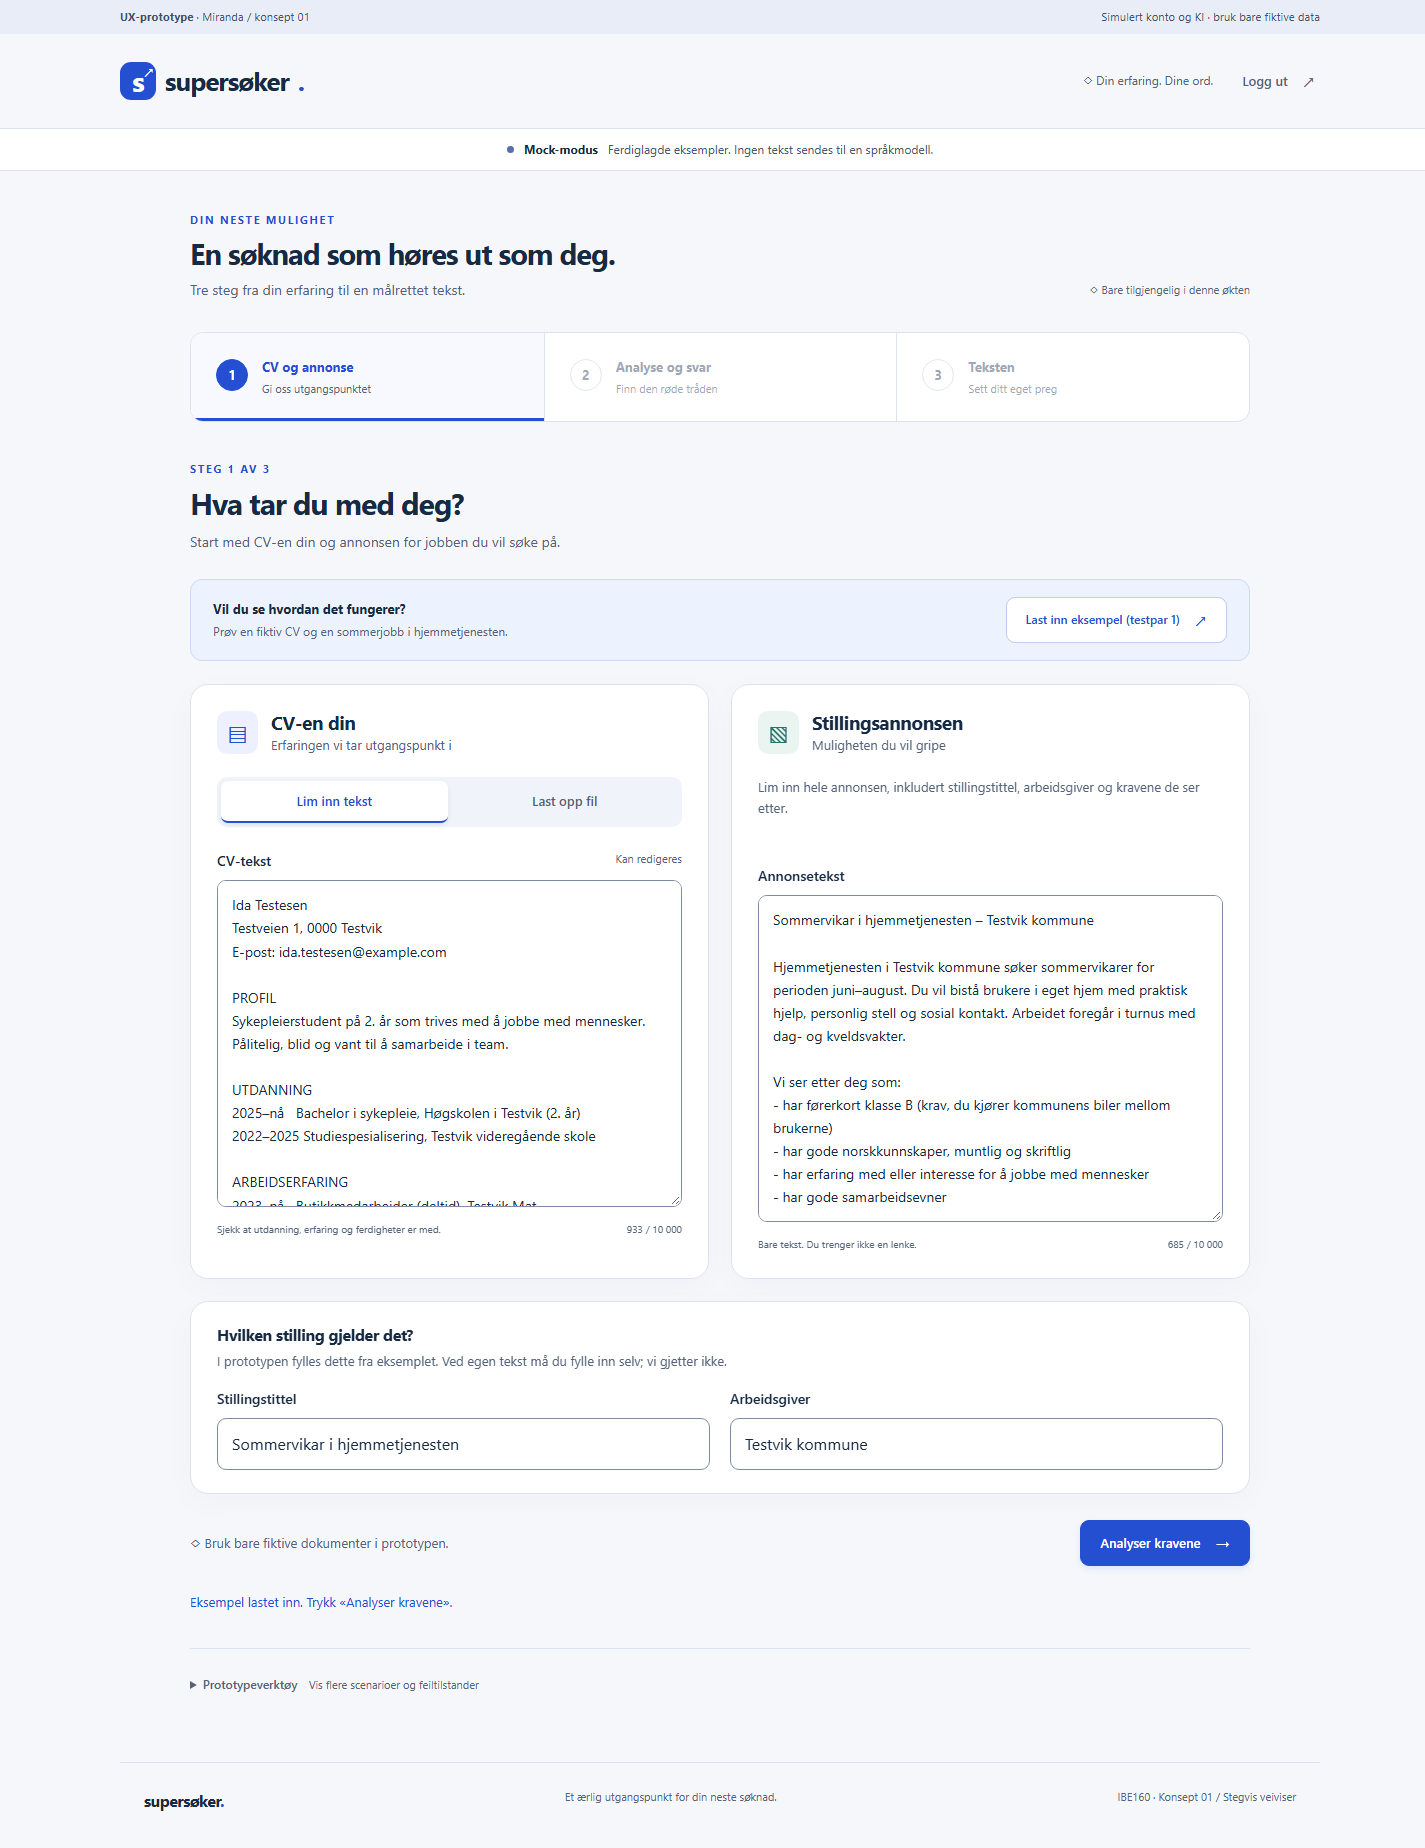 UX-prototype · Miranda / konsept 01
Simulert konto og KI · bruk bare fiktive data
s
supersøker .
Din erfaring. Dine ord.
Logg ut
Mock-modus Ferdiglagde eksempler. Ingen tekst sendes til en språkmodell.
DIN NESTE MULIGHET
En søknad som høres ut som deg.
Tre steg fra din erfaring til en målrettet tekst.
Bare tilgjengelig i denne økten
1
CV og annonse
Gi oss utgangspunktet
2
Analyse og svar
Finn den røde tråden
3
Teksten
Sett ditt eget preg
STEG 1 AV 3
Hva tar du med deg?
Start med CV-en din og annonsen for jobben du vil søke på.
Vil du se hvordan det fungerer?
Prøv en fiktiv CV og en sommerjobb i hjemmetjenesten.
Last inn eksempel (testpar 1)
CV-en din
Erfaringen vi tar utgangspunkt i
Lim inn tekst
Last opp fil
CV-tekst
Kan redigeres
Ida Testesen
Testveien 1, 0000 Testvik
E-post: ida.testesen@example.com
PROFIL
Sykepleierstudent på 2. år som trives med å jobbe med mennesker.
Pålitelig, blid og vant til å samarbeide i team.
UTDANNING
2025–nå Bachelor i sykepleie, Høgskolen i Testvik (2. år)
2022–2025 Studiespesialisering, Testvik videregående skole
ARBEIDSERFARING
2023–nå Butikkmedarbeider (deltid), Testvik Mat
Sjekk at utdanning, erfaring og ferdigheter er med.
933 / 10 000
Stillingsannonsen
Muligheten du vil gripe
Lim inn hele annonsen, inkludert stillingstittel, arbeidsgiver og kravene de ser
etter.
Annonsetekst
Sommervikar i hjemmetjenesten – Testvik kommune
Hjemmetjenesten i Testvik kommune søker sommervikarer for
perioden juni–august. Du vil bistå brukere i eget hjem med praktisk
hjelp, personlig stell og sosial kontakt. Arbeidet foregår i turnus med
dag- og kveldsvakter.
Vi ser etter deg som:
- har førerkort klasse B (krav, du kjører kommunens biler mellom
brukerne)
- har gode norskkunnskaper, muntlig og skriftlig
- har erfaring med eller interesse for å jobbe med mennesker
- har gode samarbeidsevner
Bare tekst. Du trenger ikke en lenke.
685 / 10 000
Hvilken stilling gjelder det?
I prototypen fylles dette fra eksemplet. Ved egen tekst må du fylle inn selv; vi gjetter ikke.
Stillingstittel
Sommervikar i hjemmetjenesten
Arbeidsgiver
Testvik kommune
Bruk bare fiktive dokumenter i prototypen.
Analyser kravene →
Eksempel lastet inn. Trykk «Analyser kravene».
Prototypeverktøy Vis flere scenarioer og feiltilstander
supersøker.
Et ærlig utgangspunkt for din neste søknad.
IBE160 · Konsept 01 / Stegvis veiviser